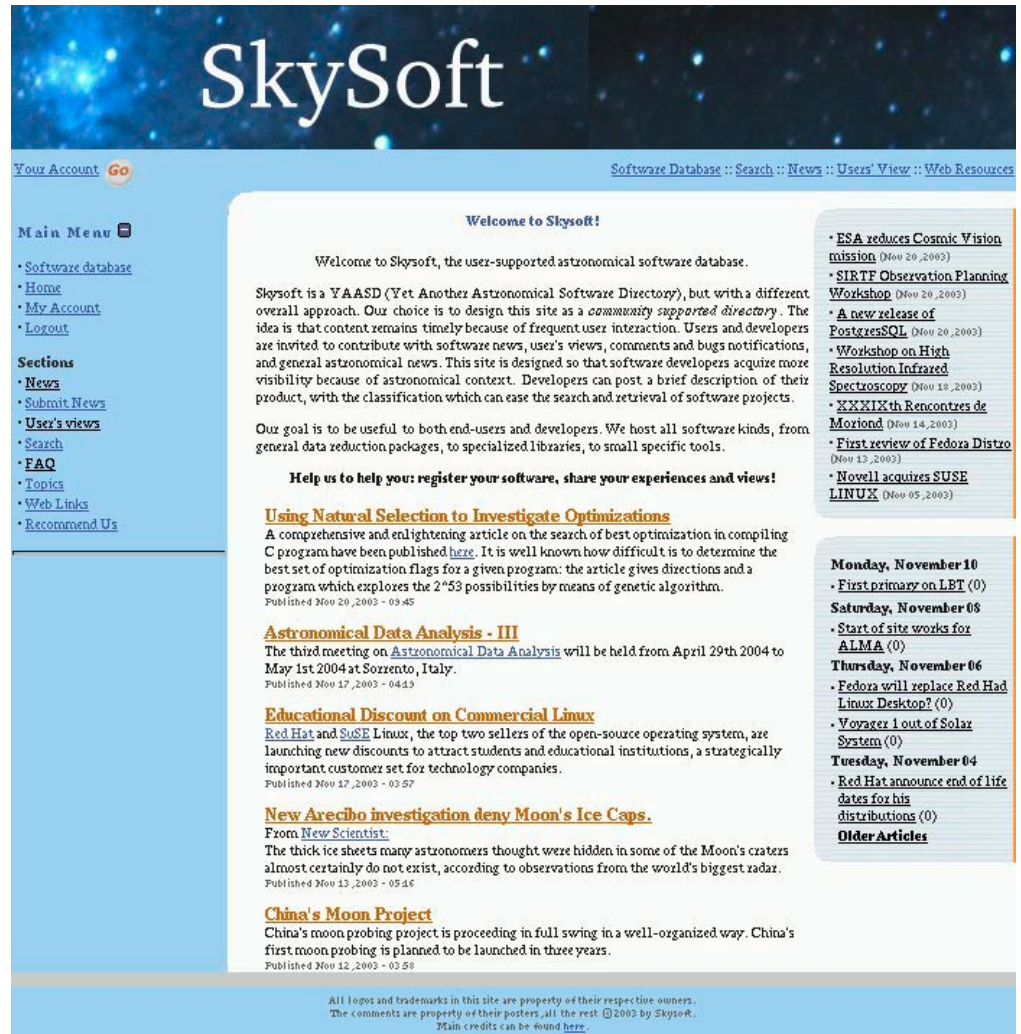 SkySoft
Your Account Go
Software Database :: Search :: News :: Users' View :: Web Resources
Main Menu
• Software database
• Home
• My Account
• Logout
Sections
• News
• Submit News
• User's views
• Search
• FAQ
• Topics
• Web Links
• Recommend Us
Welcome to Skysoft!
Welcome to Skysoft, the user-supported astronomical software database.
Skysoft is a YAASD (Yet Another Astronomical Software Directory), but with a different
overall approach. Our choice is to design this site as a community supported directory. The
idea is that content remains timely because of frequent user interaction. Users and developers
are invited to contribute with software news, user's views, comments and bugs notifications,
and general astronomical news. This site is designed so that software developers acquire more
visibility because of astronomical context. Developers can post a brief description of their
product, with the classification which can ease the search and retrieval of software projects.
Our goal is to be useful to both end-users and developers. We host all software kinds, from
general data reduction packages, to specialized libraries, to small specific tools.
Help us to help you: register your software, share your experiences and views!
Using Natural Selection to Investigate Optimizations
A comprehensive and enlightening article on the search of best optimization in compiling
C program have been published here. It is well known how difficult is to determine the
best set of optimization flags for a given program: the article gives directions and a
program which explores the 2^53 possibilities by means of genetic algorithm.
Published Nov 20, 2003 - 09:45
Astronomical Data Analysis - III
The third meeting on Astronomical Data Analysis will be held from April 29th 2004 to
May 1st 2004 at Sorrento, Italy.
Published Nov 17, 2003 - 04:19
Educational Discount on Commercial Linux
Red Hat and SuSE Linux, the top two sellers of the open-source operating system, are
launching new discounts to attract students and educational institutions, a strategically
important customer set for technology companies.
Published Nov 17, 2003 - 03:57
New Arecibo investigation deny Moon's Ice Caps.
From New Scientist:
The thick ice sheets many astronomers thought were hidden in some of the Moon's craters
almost certainly do not exist, according to observations from the world's biggest radar.
Published Nov 13, 2003 - 05:16
China's Moon Project
China's moon probing project is proceeding in full swing in a well-organized way. China's
first moon probing is planned to be launched in three years.
Published Nov 12, 2003 - 03:58
• ESA reduces Cosmic Vision
mission (Nov 20, 2003)
• SIRTF Observation Planning
Workshop (Nov 20, 2003)
• A new release of
PostgresSQL (Nov 20, 2003)
• Workshop on High
Resolution Infrared
Spectroscopy (Nov 18, 2003)
• XXXIXth Rencontres de
Moriond (Nov 14, 2003)
• First review of Fedora Distro
(Nov 13, 2003)
• Novell acquires SUSE
LINUX (Nov 05, 2003)
Monday, November 10
• First primary on LBT (0)
Saturday, November 08
• Start of site works for
ALMA (0)
Thursday, November 06
• Fedora will replace Red Had
Linux Desktop? (0)
• Voyager 1 out of Solar
System (0)
Tuesday, November 04
• Red Hat announce end of life
dates for his
distributions (0)
Older Articles
All logos and trademarks in this site are property of their respective owners.
The comments are property of their posters, all the rest © 2003 by Skysoft.
Main credits can be found here.